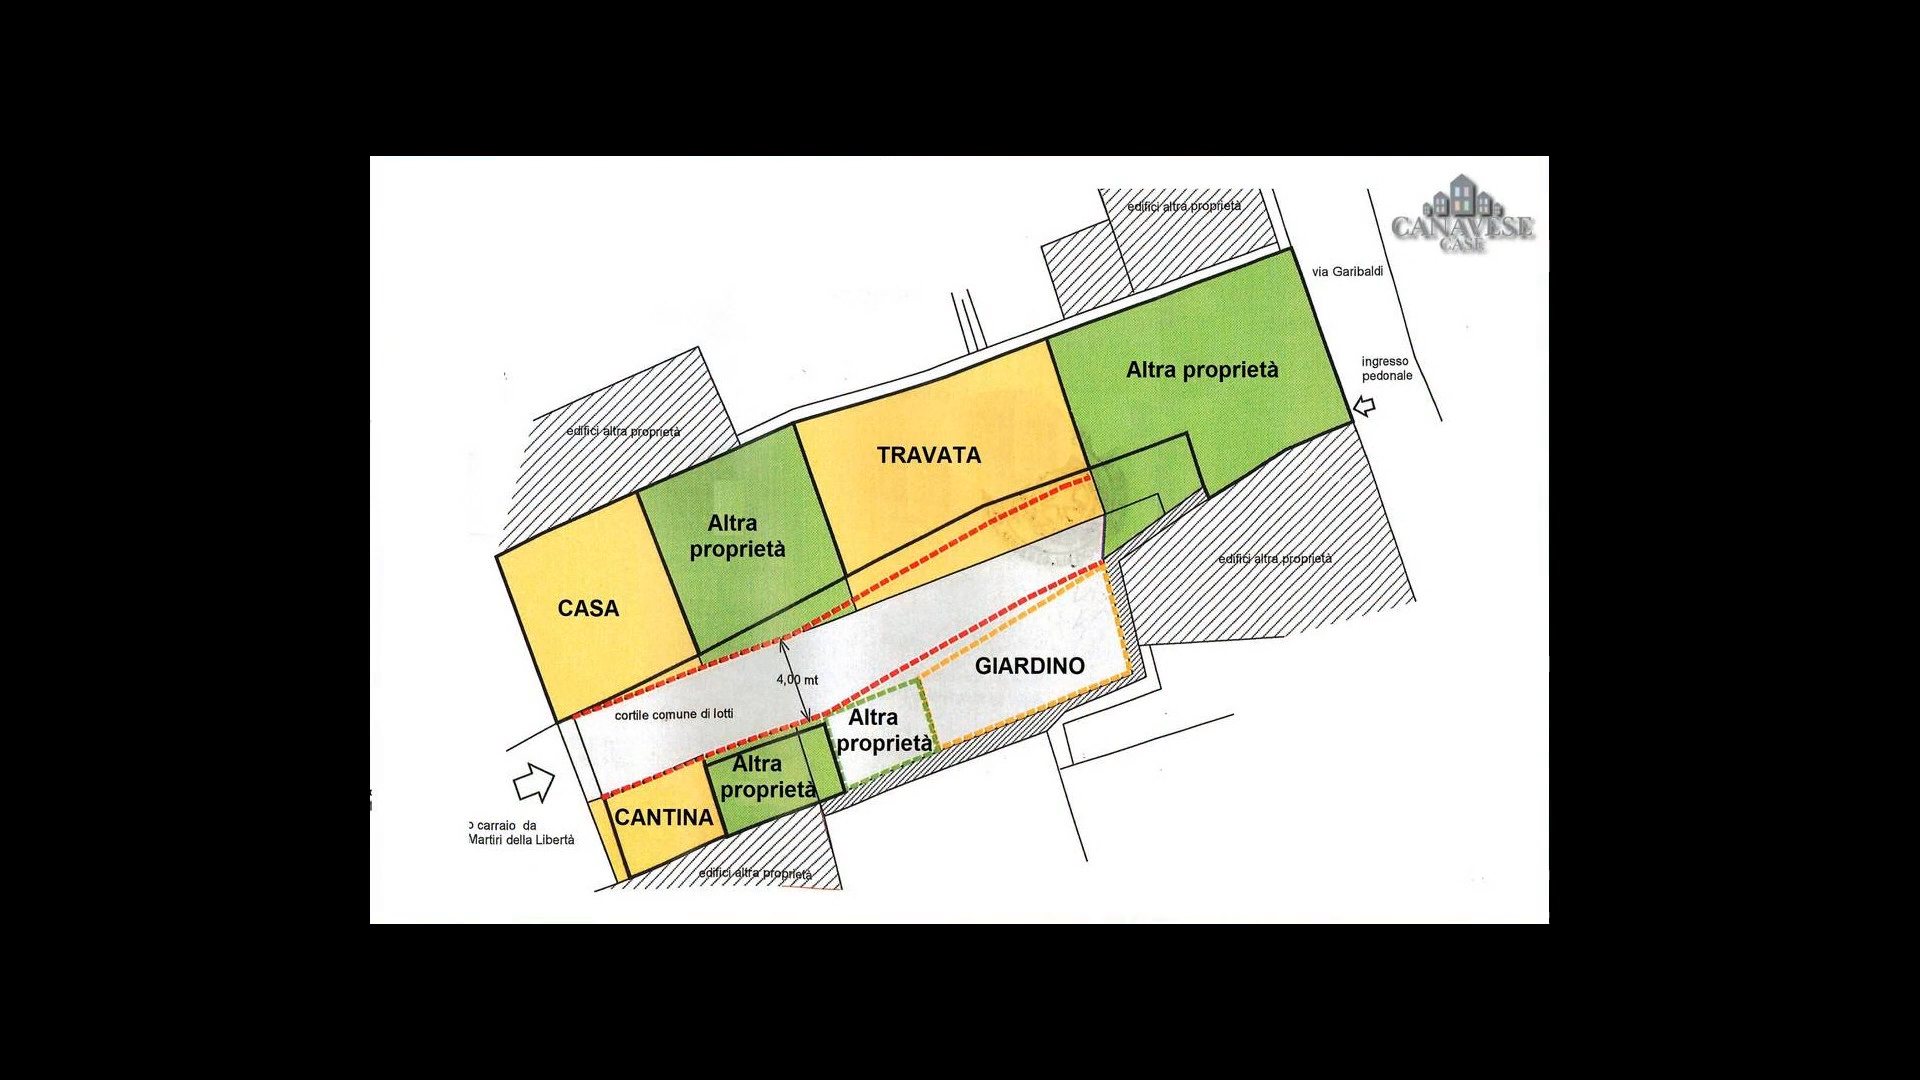 edifici altra proprietà
CANAVESE
CASE
via Garibaldi
ingresso
pedonale
Altra proprietà
edifici altra proprietà
TRAVATA
Altra
proprietà
edifici altra proprietà
CASA
GIARDINO
4,00 mt
cortile comune di lotti
Altra
proprietà
Altra
proprietà
CANTINA
carraio da
Martiri della Libertà
edifici altra proprietà